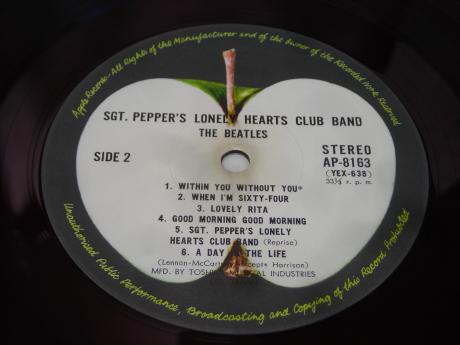 Apple Records-All Rights of the Manufacturer and of the Owner of the Recorded Work Reserved
SGT. PEPPER'S LONELY HEARTS CLUB BAND
THE BEATLES
SIDE 2
STEREO
AP-8163
(YEX-638)
33⅓ r. p. m.
1. WITHIN YOU WITHOUT YOU*
2. WHEN I'M SIXTY-FOUR
3. LOVELY RITA
4. GOOD MORNING GOOD MORNING
5. SGT. PEPPER'S LONELY
HEARTS CLUB BAND (Reprise)
6. A DAY IN THE LIFE
(Lennon-McCartney *Harrison)
MFD. BY INDUSTRIES
Unauthorised Public Performance, Broadcasting and Copying of this Record Prohibited